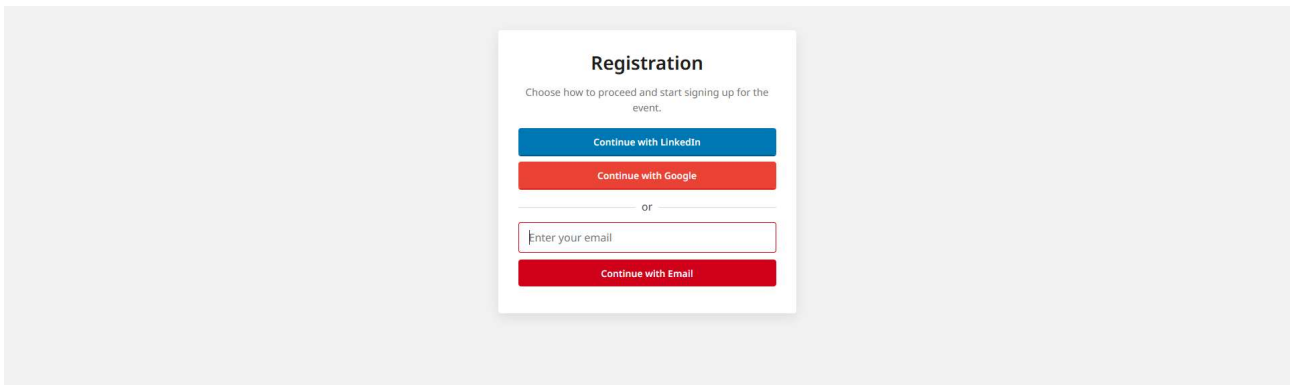 Registration
Choose how to proceed and start signing up for the
event.
Continue with LinkedIn
Continue with Google
or
Enter your email
Continue with Email